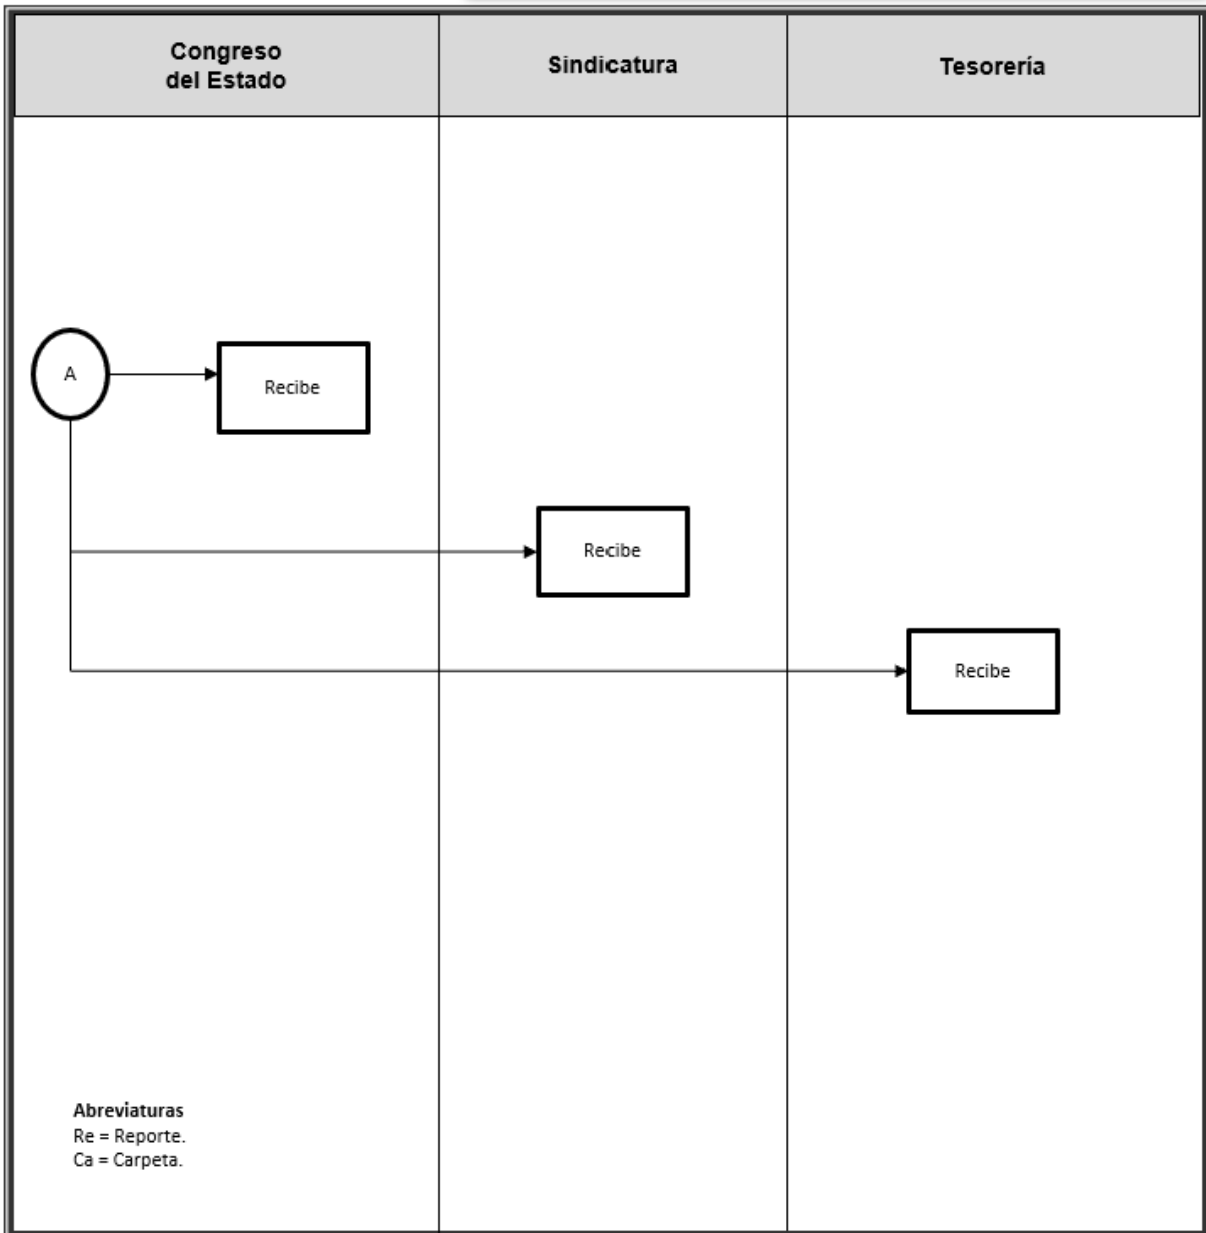 Congreso
del Estado
Sindicatura
Tesorería
A
Recibe
Recibe
Recibe
Abreviaturas
Re = Reporte.
Ca = Carpeta.